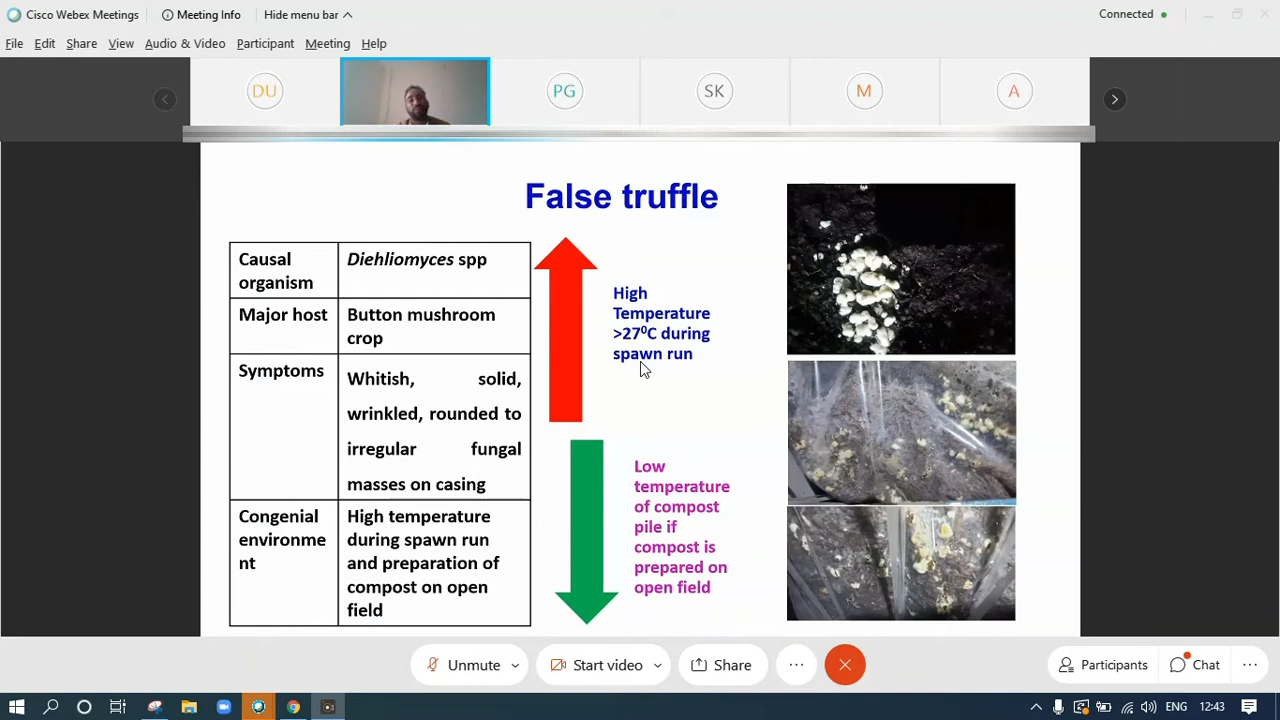 Cisco Webex Meetings
Meeting Info
Hide menu bar
Connected
File Edit Share View Audio & Video Participant Meeting Help
DU
PG
SK
M
A
False truffle
Causal
organism
Diehliomyces spp
Major host
Button mushroom
crop
Symptoms
Whitish, solid,
wrinkled, rounded to
irregular fungal
masses on casing
Congenial
environme
nt
High temperature
during spawn run
and preparation of
compost on open
field
High
Temperature
>27⁰C during
spawn run
Low
temperature
of compost
pile if
compost is
prepared on
open field
Unmute
Start video
Share
Participants
Chat
ENG
12:43